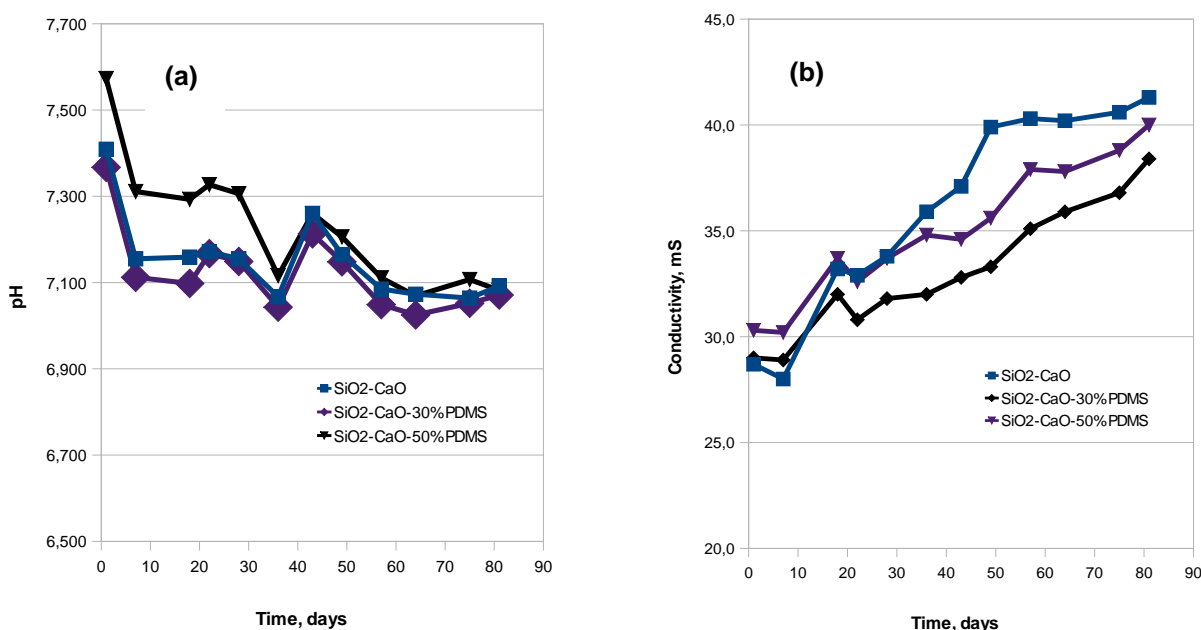 (a)
pH
7,700
7,500
7,300
7,100
6,900
6,700
6,500
SiO2-CaO
SiO2-CaO-30%PDMS
SiO2-CaO-50%PDMS
0 10 20 30 40 50 60 70 80 90
Time, days
(b)
Conductivity, mS
45,0
40,0
35,0
30,0
25,0
20,0
SiO2-CaO
SiO2-CaO-30%PDMS
SiO2-CaO-50%PDMS
0 10 20 30 40 50 60 70 80 90
Time, days